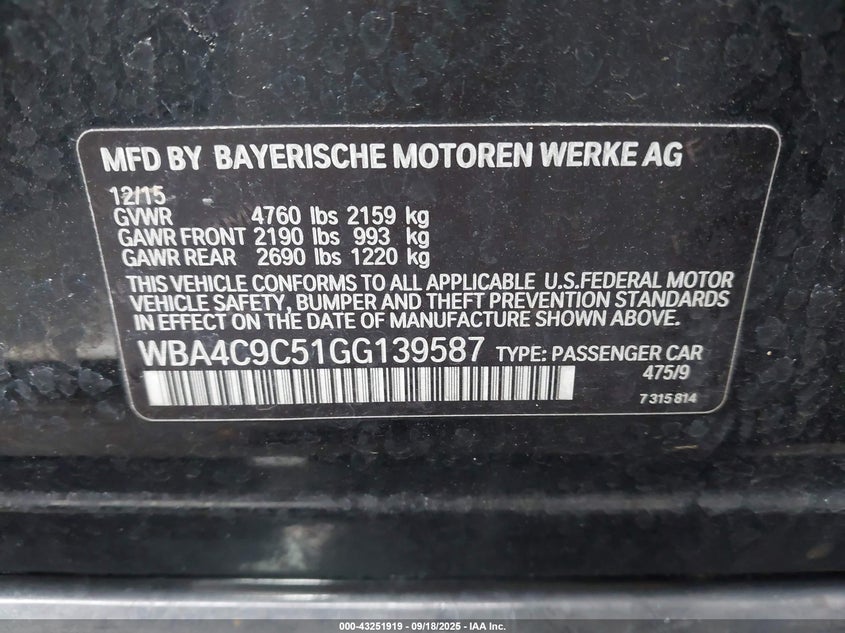 MFD BY BAYERISCHE MOTOREN WERKE AG
12/15
GVWR 4760 lbs 2159 kg
GAWR FRONT 2190 lbs 993 kg
GAWR REAR 2690 lbs 1220 kg
THIS VEHICLE CONFORMS TO ALL APPLICABLE U.S.FEDERAL MOTOR
VEHICLE SAFETY, BUMPER AND THEFT PREVENTION STANDARDS
IN EFFECT ON THE DATE OF MANUFACTURE SHOWN ABOVE.
WBA4C9C51GG139587 TYPE: PASSENGER CAR
475/9
7 315 814
000-43251919 - 09/18/2025 - IAA Inc.